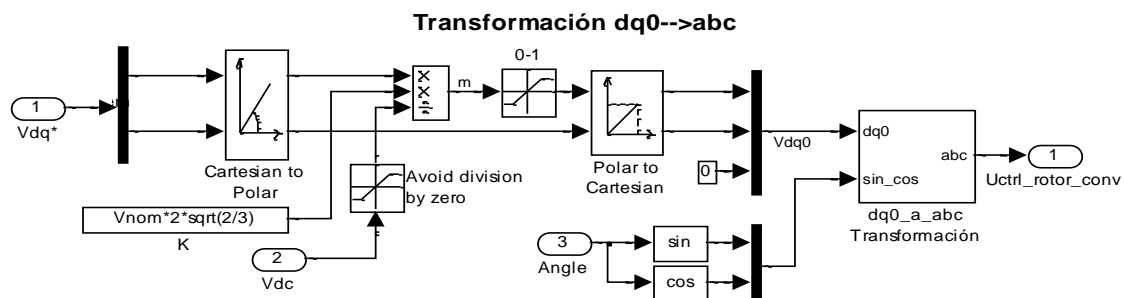 Transformación dq0-->abc
1
Vdq*
Cartesian to
Polar
Vnom*2*sqrt(2/3)
K
2
Vdc
Avoid division
by zero
m
0-1
Polar to
Cartesian
0
Vdq0
3
Angle
sin
cos
dq0
sin_cos
abc
dq0_a_abc
Transformación
1
Uctrl_rotor_conv